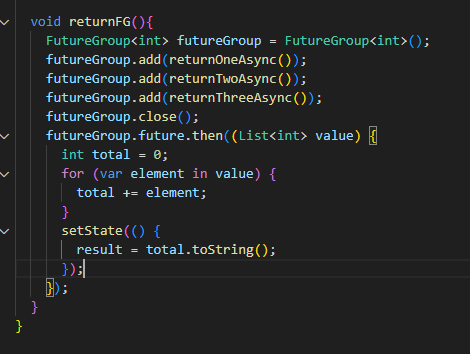 void returnFG(){
FutureGroup<int> futureGroup = FutureGroup<int>();
futureGroup.add(returnOneAsync());
futureGroup.add(returnTwoAsync());
futureGroup.add(returnThreeAsync());
futureGroup.close();
futureGroup.future.then((List<int> value) {
int total = 0;
for (var element in value) {
total += element;
}
setState(() {
result = total.toString();
});
});
}
}